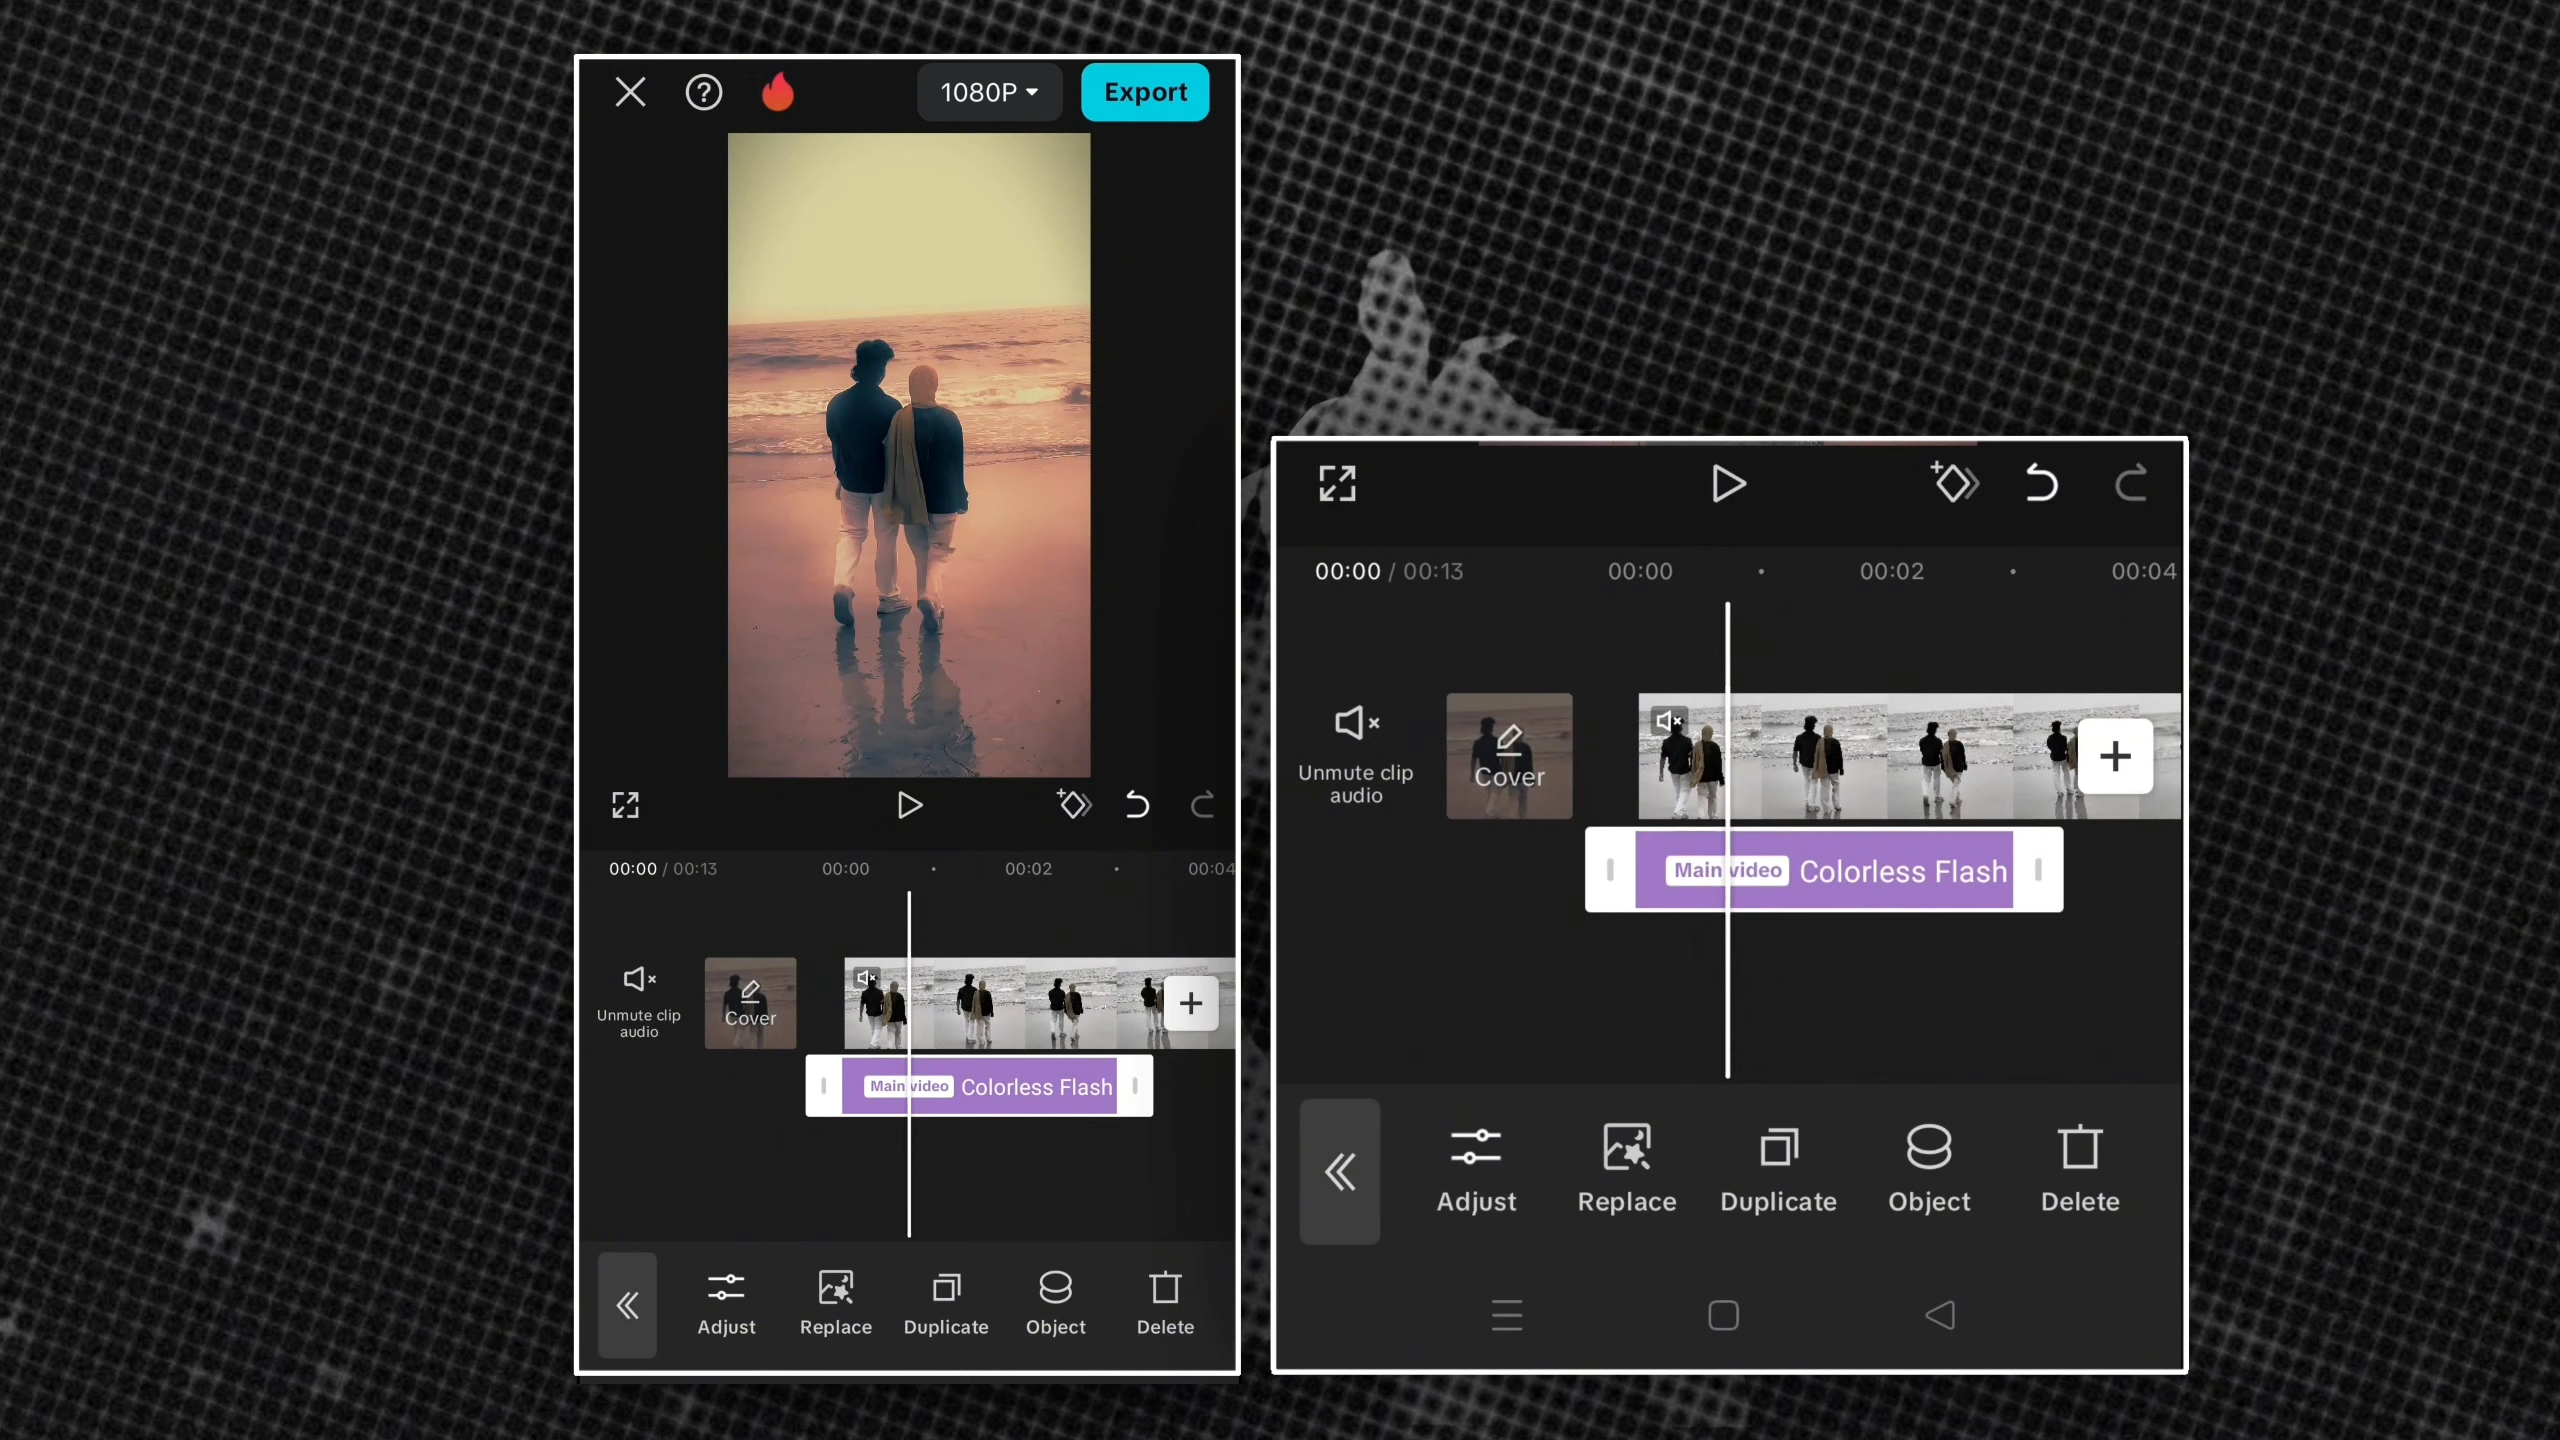 1080P
Export
00:00 / 00:13
00:00
00:02
00:04
Unmute clip
audio
Cover
Main video
Colorless Flash
Adjust
Replace
Duplicate
Object
Delete
00:00 / 00:13
00:00
00:02
00:04
Unmute clip
audio
Cover
Main video
Colorless Flash
Adjust
Replace
Duplicate
Object
Delete